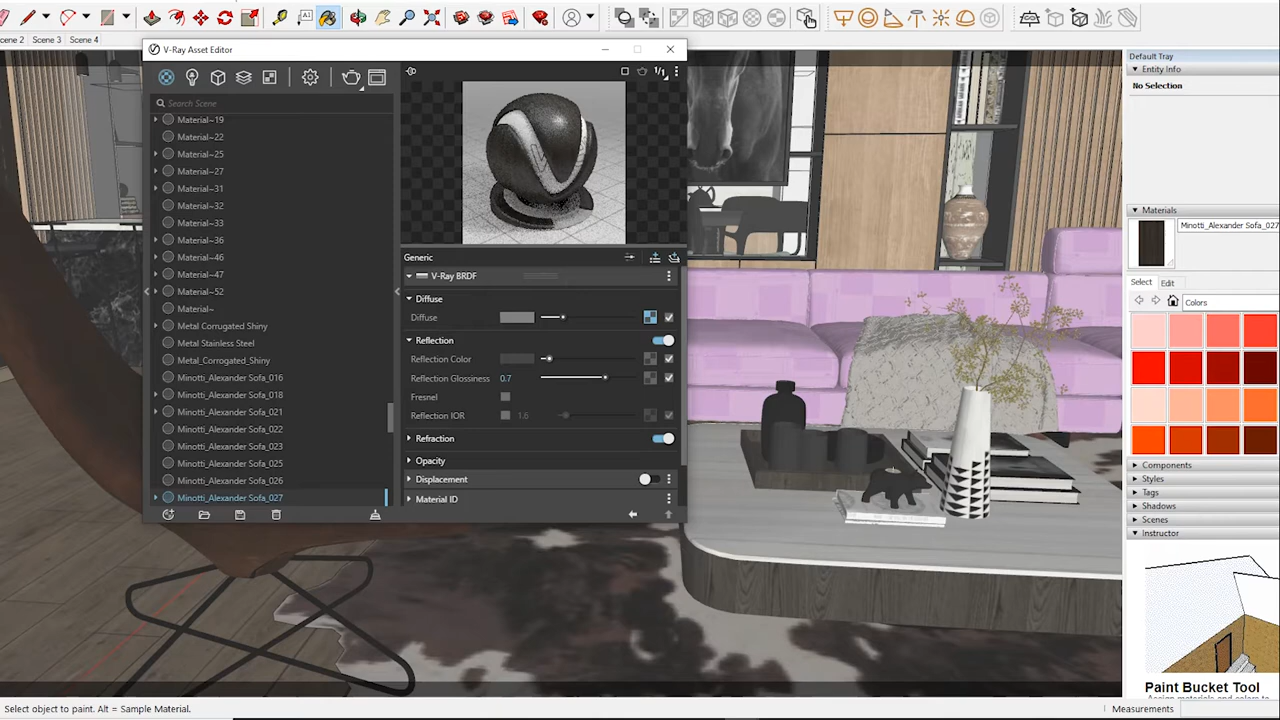 cene 2
Scene 3
Scene 4
V-Ray Asset Editor
Search Scene
Material~19
Material~22
Material~25
Material~27
Material~31
Material~32
Material~33
Material~36
Material~46
Material~47
Material~52
Material~
Metal Corrugated Shiny
Metal Stainless Steel
Metal_Corrogated_Shiny
Minotti_Alexander Sofa_016
Minotti_Alexander Sofa_018
Minotti_Alexander Sofa_021
Minotti_Alexander Sofa_022
Minotti_Alexander Sofa_023
Minotti_Alexander Sofa_025
Minotti_Alexander Sofa_026
Minotti_Alexander Sofa_027
Generic
V-Ray BRDF
Diffuse
Diffuse
Reflection
Reflection Color
Reflection Glossiness 0.7
Fresnel
Reflection IOR 1.6
Refraction
Opacity
Displacement
Material ID
Default Tray
Entity Info
No Selection
Materials
Minotti_Alexander Sofa_027
Select
Edit
Colors
Components
Styles
Tags
Shadows
Scenes
Instructor
Paint Bucket Tool
Select object to paint. Alt = Sample Material.
Measurements